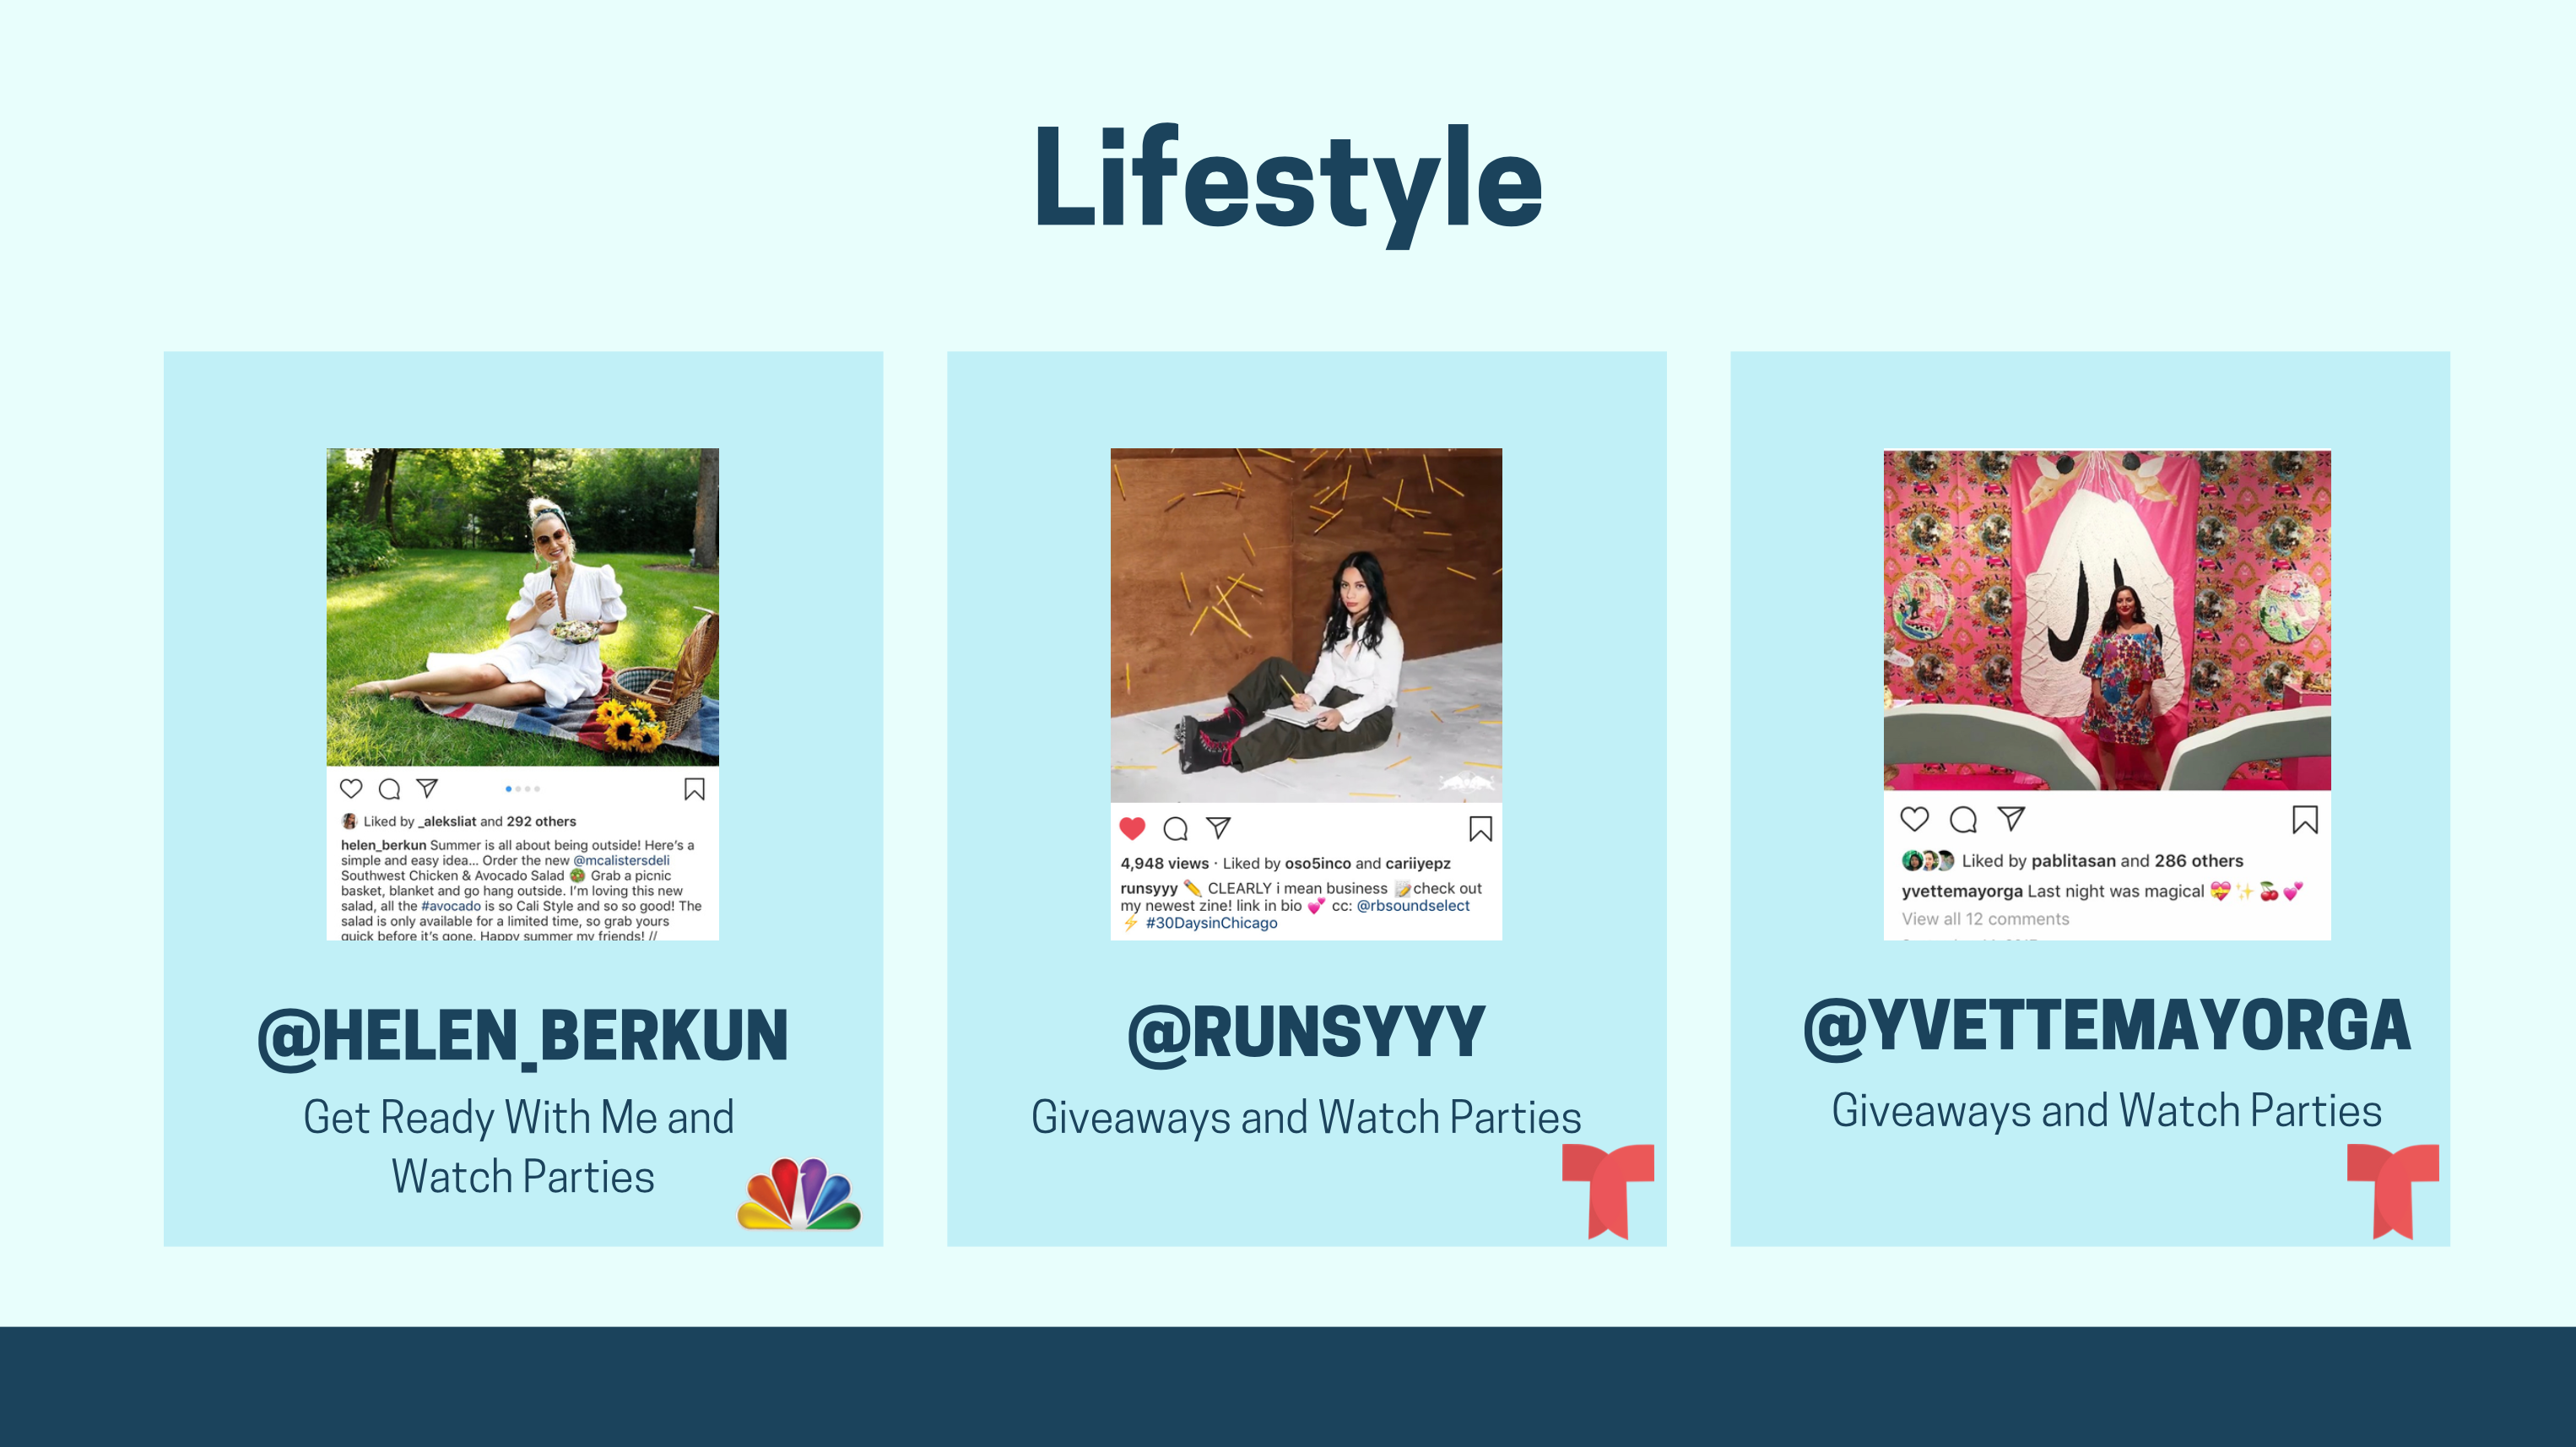 Lifestyle
Liked by _aleksliat and 292 others
helen_berkun Summer is all about being outside! Here's a
simple and easy idea... Order the new @mcalistersdeli
Southwest Chicken & Avocado Salad 🥗 Grab a picnic
basket, blanket and go hang outside. I'm loving this new
salad, all the #avocado is so Cali Style and so so good! The
salad is only available for a limited time, so grab yours
quick before it's gone. Happy summer my friends! //
@HELEN_BERKUN
Get Ready With Me and
Watch Parties
4,948 views · Liked by oso5inco and cariiyepz
runsyyy ✏️ CLEARLY i mean business 📝check out
my newest zine! link in bio 💕 cc: @rbsoundselect
⚡ #30DaysinChicago
@RUNSYYY
Giveaways and Watch Parties
Liked by pablitasan and 286 others
yvettemayorga Last night was magical 💝✨🍒💕
View all 12 comments
@YVETTEMAYORGA
Giveaways and Watch Parties